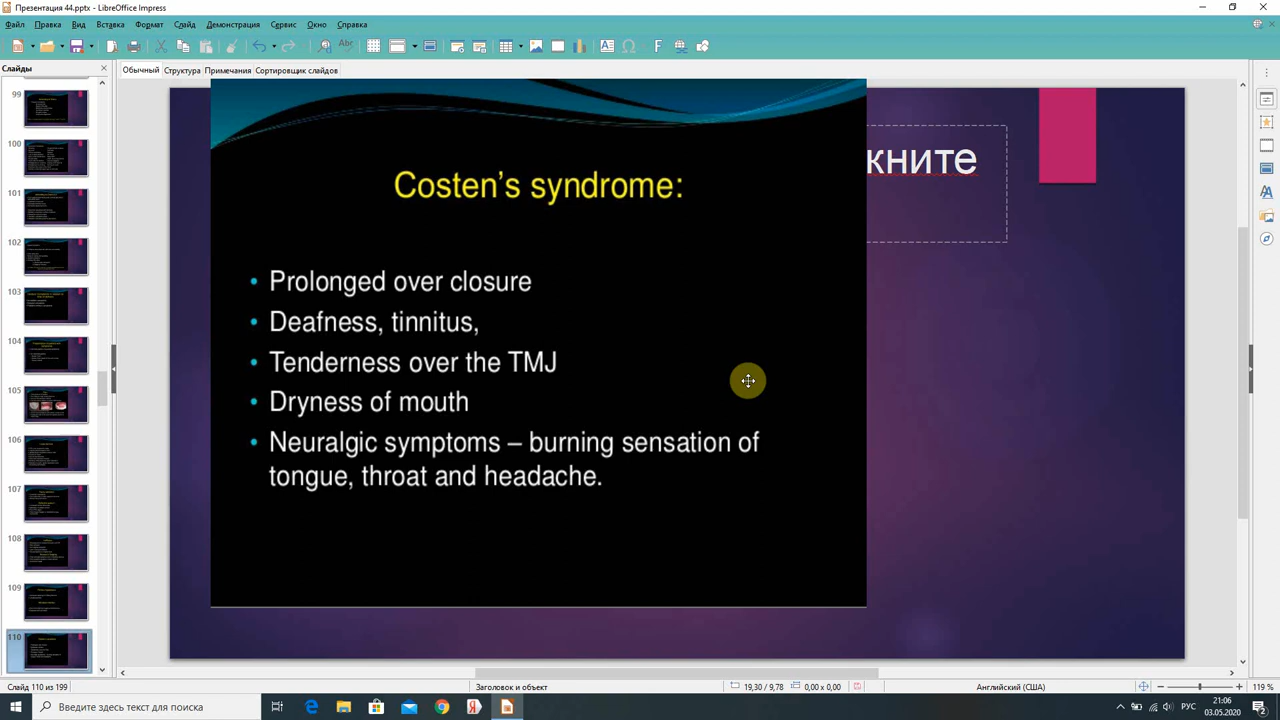 Презентация 44.pptx - LibreOffice Impress
Файл Правка Вид Вставка Формат Слайд Демонстрация Сервис Окно Справка
Слайды
Обычный Структура Примечания Сортировщик слайдов
99
100
101
102
103
104
105
106
107
108
109
110
кните
Costen’s syndrome:
• Prolonged over closure
• Deafness, tinnitus,
• Tenderness over the TMJ
• Dryness of mouth
• Neuralgic symptoms – burning sensation of
tongue, throat and headache.
Слайд 110 из 199
Заголовок и объект
19,30 / 9,78
0,00 x 0,00
Английский (США)
119 %
Введите здесь текст для поиска
РУС
21:06
03.05.2020